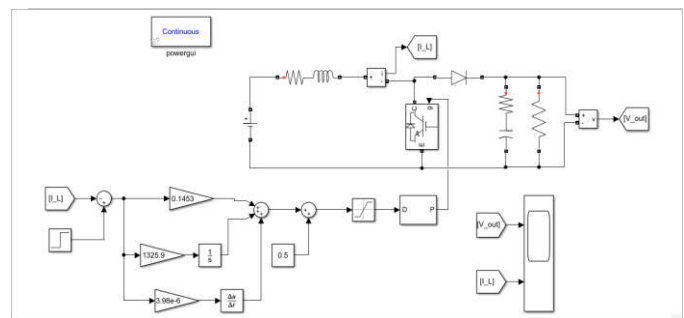 Continuous
powergui
[I_L]
i
+
-
+
C
g
E
+
-
v
[V_out]
[I_L]
0.1453
1325.9
1
s
3.98e-6
Δu
Δt
0.5
D
P
[V_out]
[I_L]